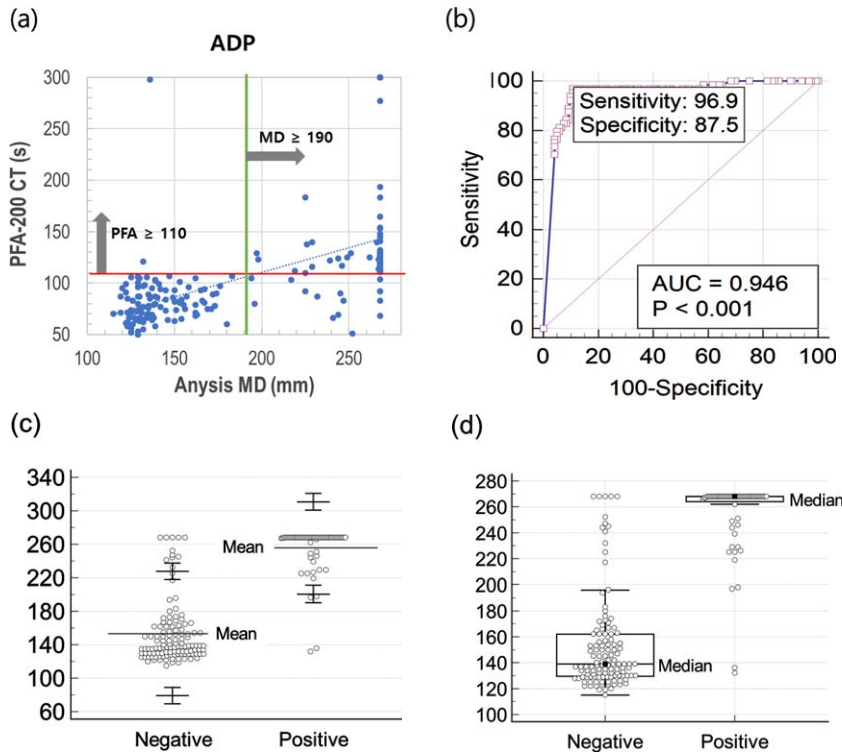 (a)
ADP
PFA-200 CT (s)
300
250
200
150
100
50
MD ≥ 190
PFA ≥ 110
100 150 200 250
Anysis MD (mm)
(b)
Sensitivity
100
80
60
40
20
0
Sensitivity: 96.9
Specificity: 87.5
AUC = 0.946
P < 0.001
0 20 40 60 80 100
100-Specificity
(c)
340
300
260
220
180
140
100
60
Mean
Mean
Negative Positive
(d)
280
260
240
220
200
180
160
140
120
100
Median
Median
Negative Positive